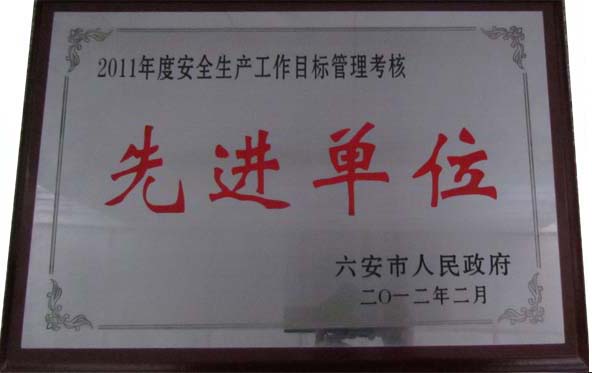 2011年度安全生产工作目标管理考核
先进单位
六安市人民政府
二〇一二年二月